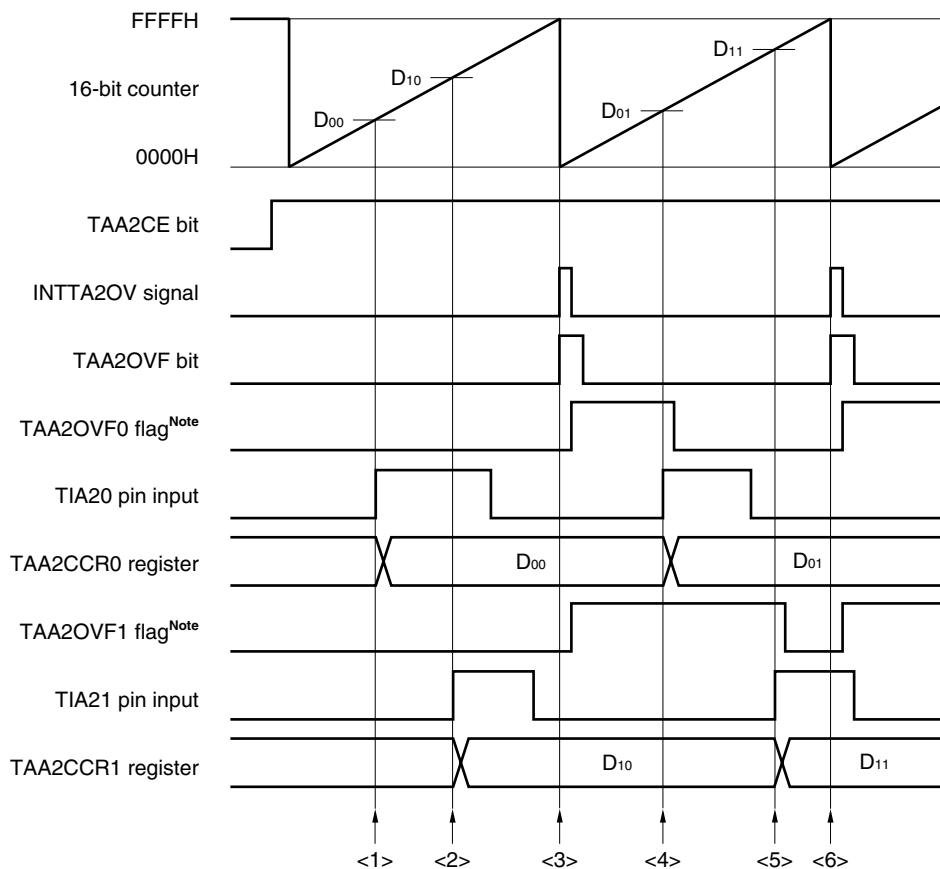 FFFFH
D11
D10
16-bit counter
D01
D00
0000H
TAA2CE bit
INTTA2OV signal
TAA2OVF bit
TAA2OVF0 flagNote
TIA20 pin input
TAA2CCR0 register
D00
D01
TAA2OVF1 flagNote
TIA21 pin input
TAA2CCR1 register
D10
D11
<1> <2> <3> <4> <5> <6>